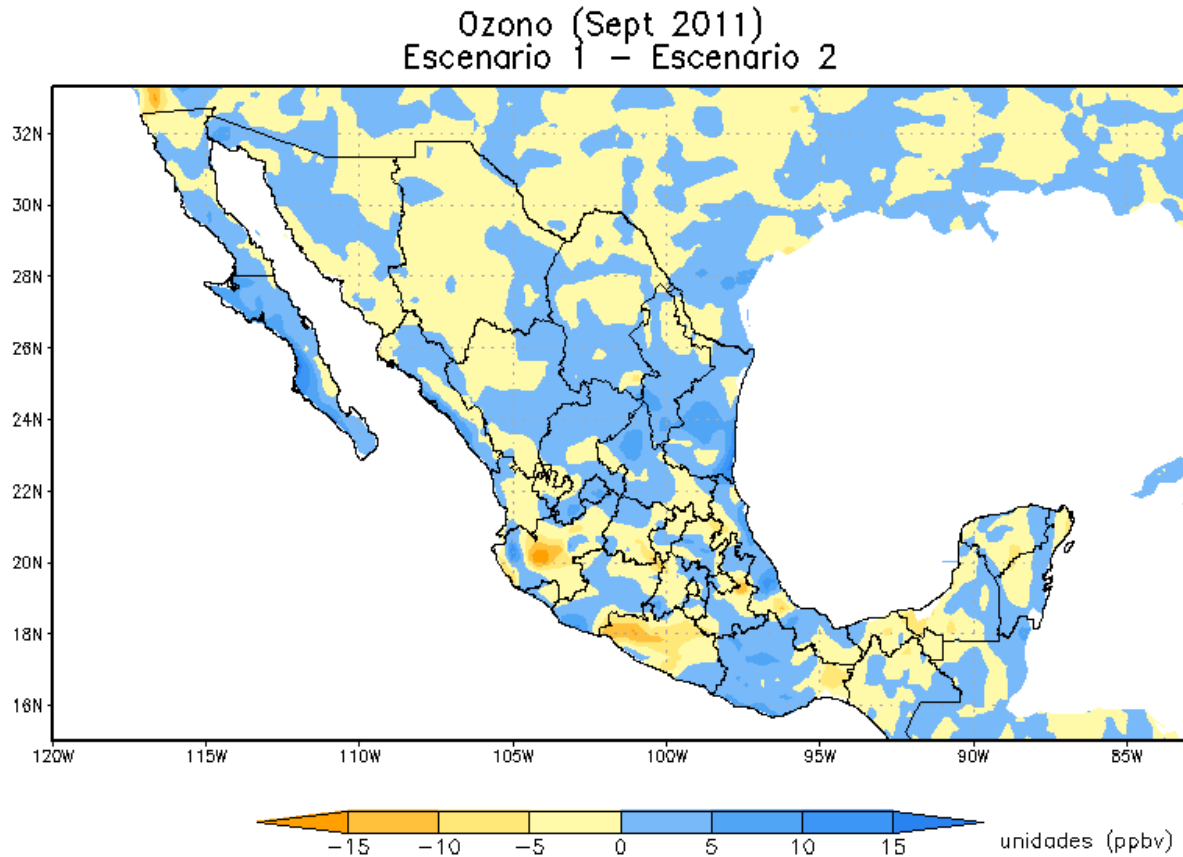 Ozono (Sept 2011)
Escenario 1 − Escenario 2
32N
30N
28N
26N
24N
22N
20N
18N
16N
120W 115W 110W 105W 100W 95W 90W 85W
−15 −10 −5 0 5 10 15 unidades (ppbv)